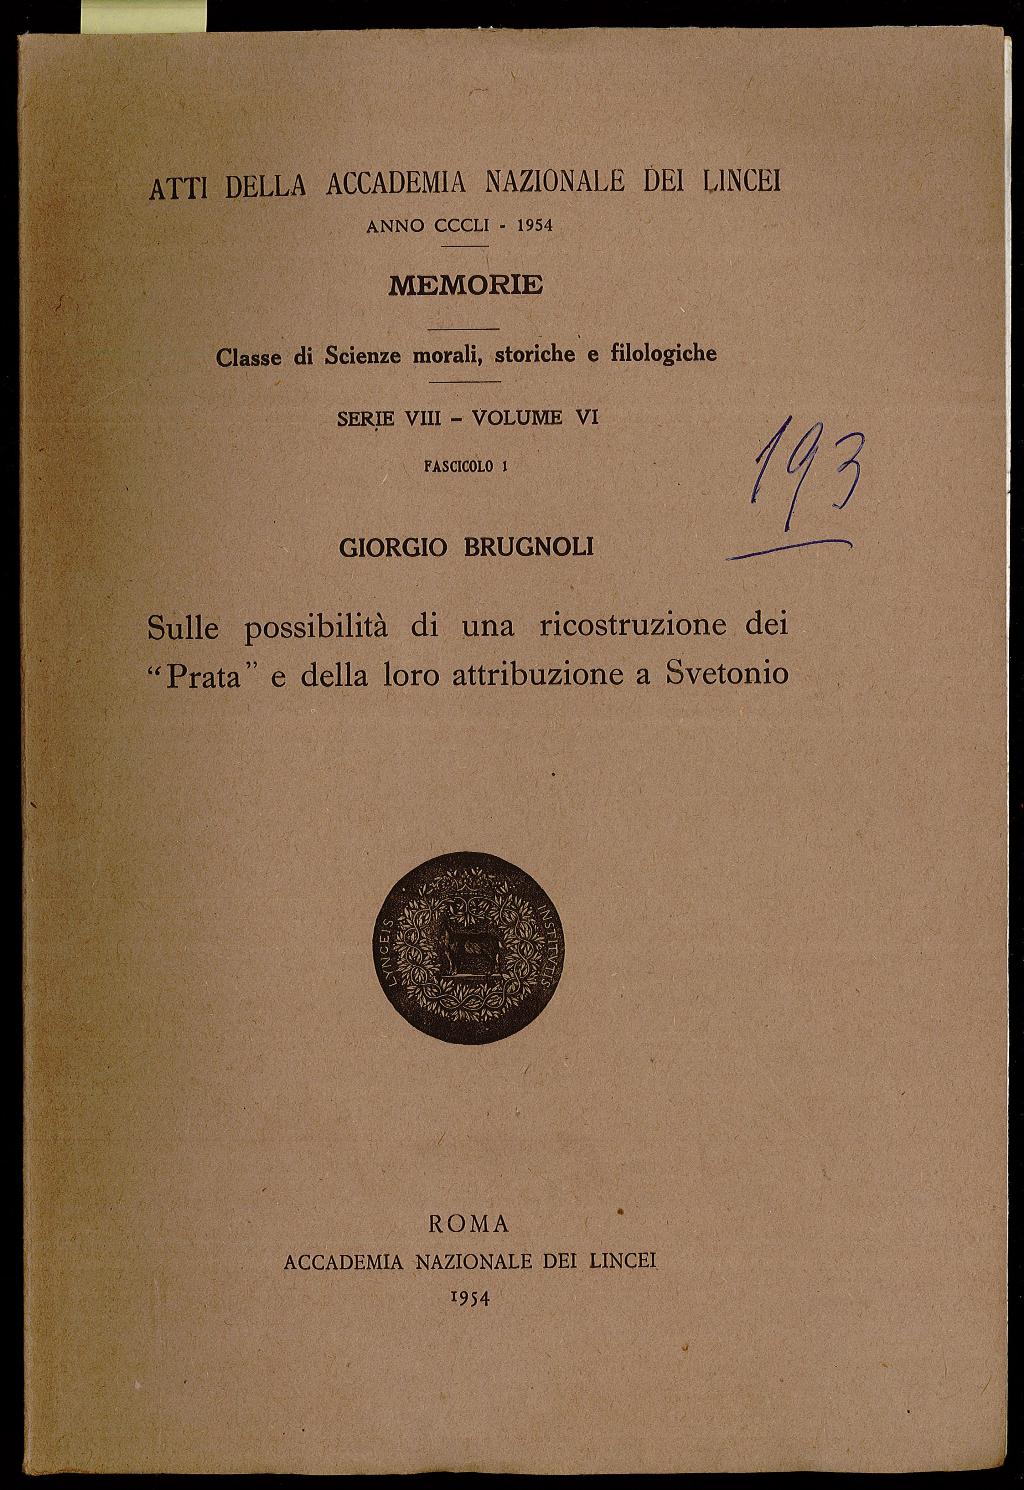 ATTI DELLA ACCADEMIA NAZIONALE DEI LINCEI
ANNO CCCLI - 1954
MEMORIE
Classe di Scienze morali, storiche e filologiche
SERIE VIII – VOLUME VI
FASCICOLO 1
193
GIORGIO BRUGNOLI
Sulle possibilità di una ricostruzione dei
“Prata” e della loro attribuzione a Svetonio
LYNCEIS INSTITVTIS
ROMA
ACCADEMIA NAZIONALE DEI LINCEI
1954